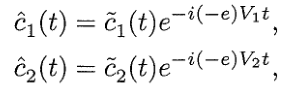 ĉ₁(t) = c̃₁(t)e^{-i(-e)V₁t},
ĉ₂(t) = c̃₂(t)e^{-i(-e)V₂t},